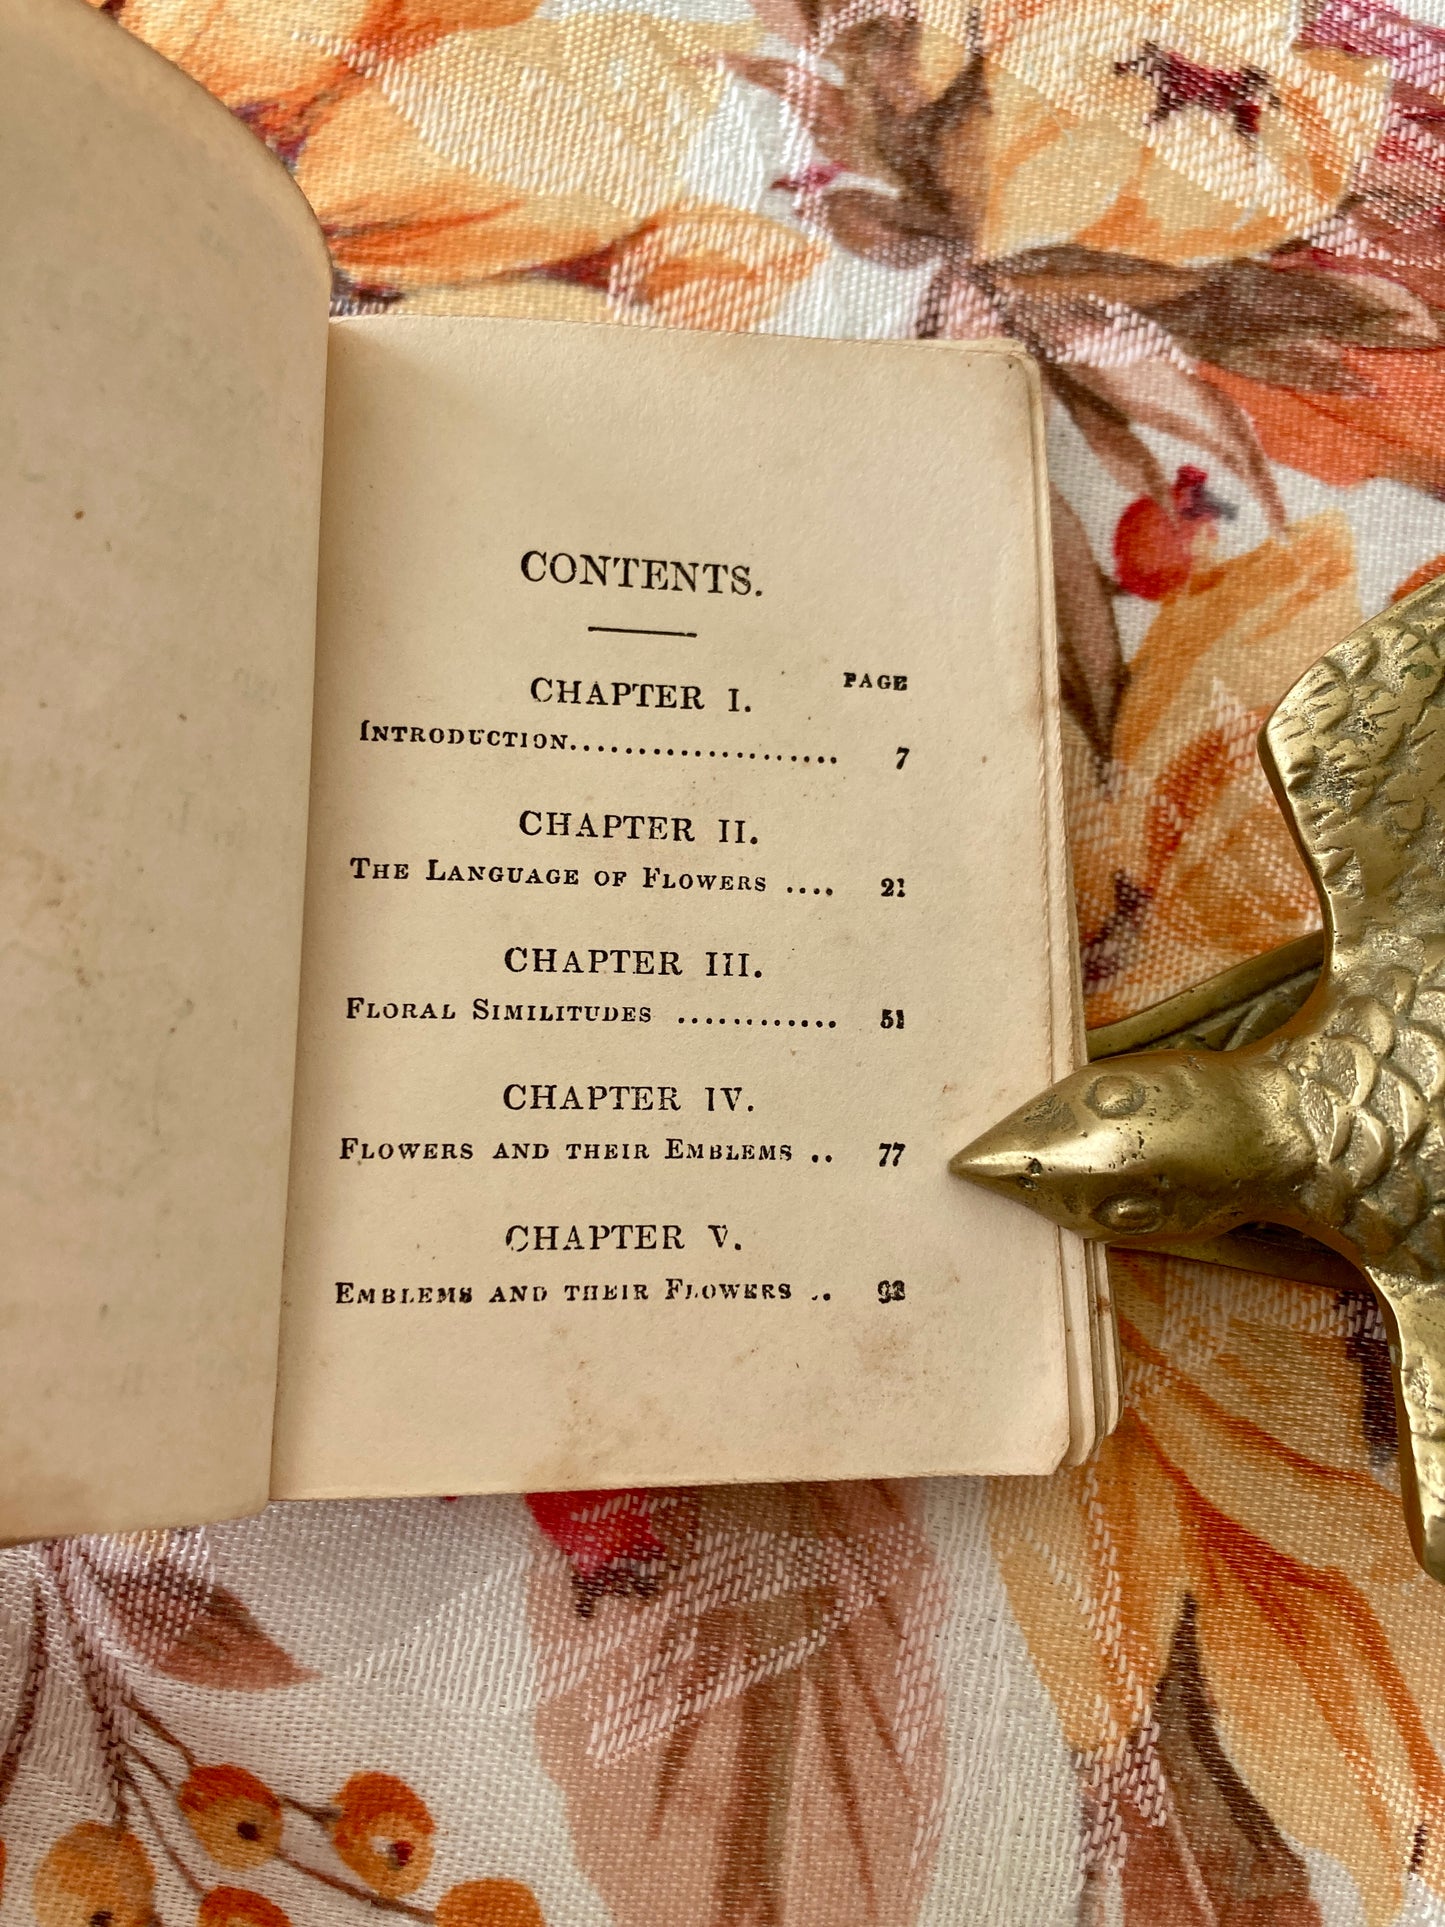 CONTENTS.
PAGE
CHAPTER I.
INTRODUCTION.................... 7
CHAPTER II.
THE LANGUAGE OF FLOWERS .... 21
CHAPTER III.
FLORAL SIMILITUDES ............ 51
CHAPTER IV.
FLOWERS AND THEIR EMBLEMS .. 77
CHAPTER V.
EMBLEMS AND THEIR FLOWERS ..